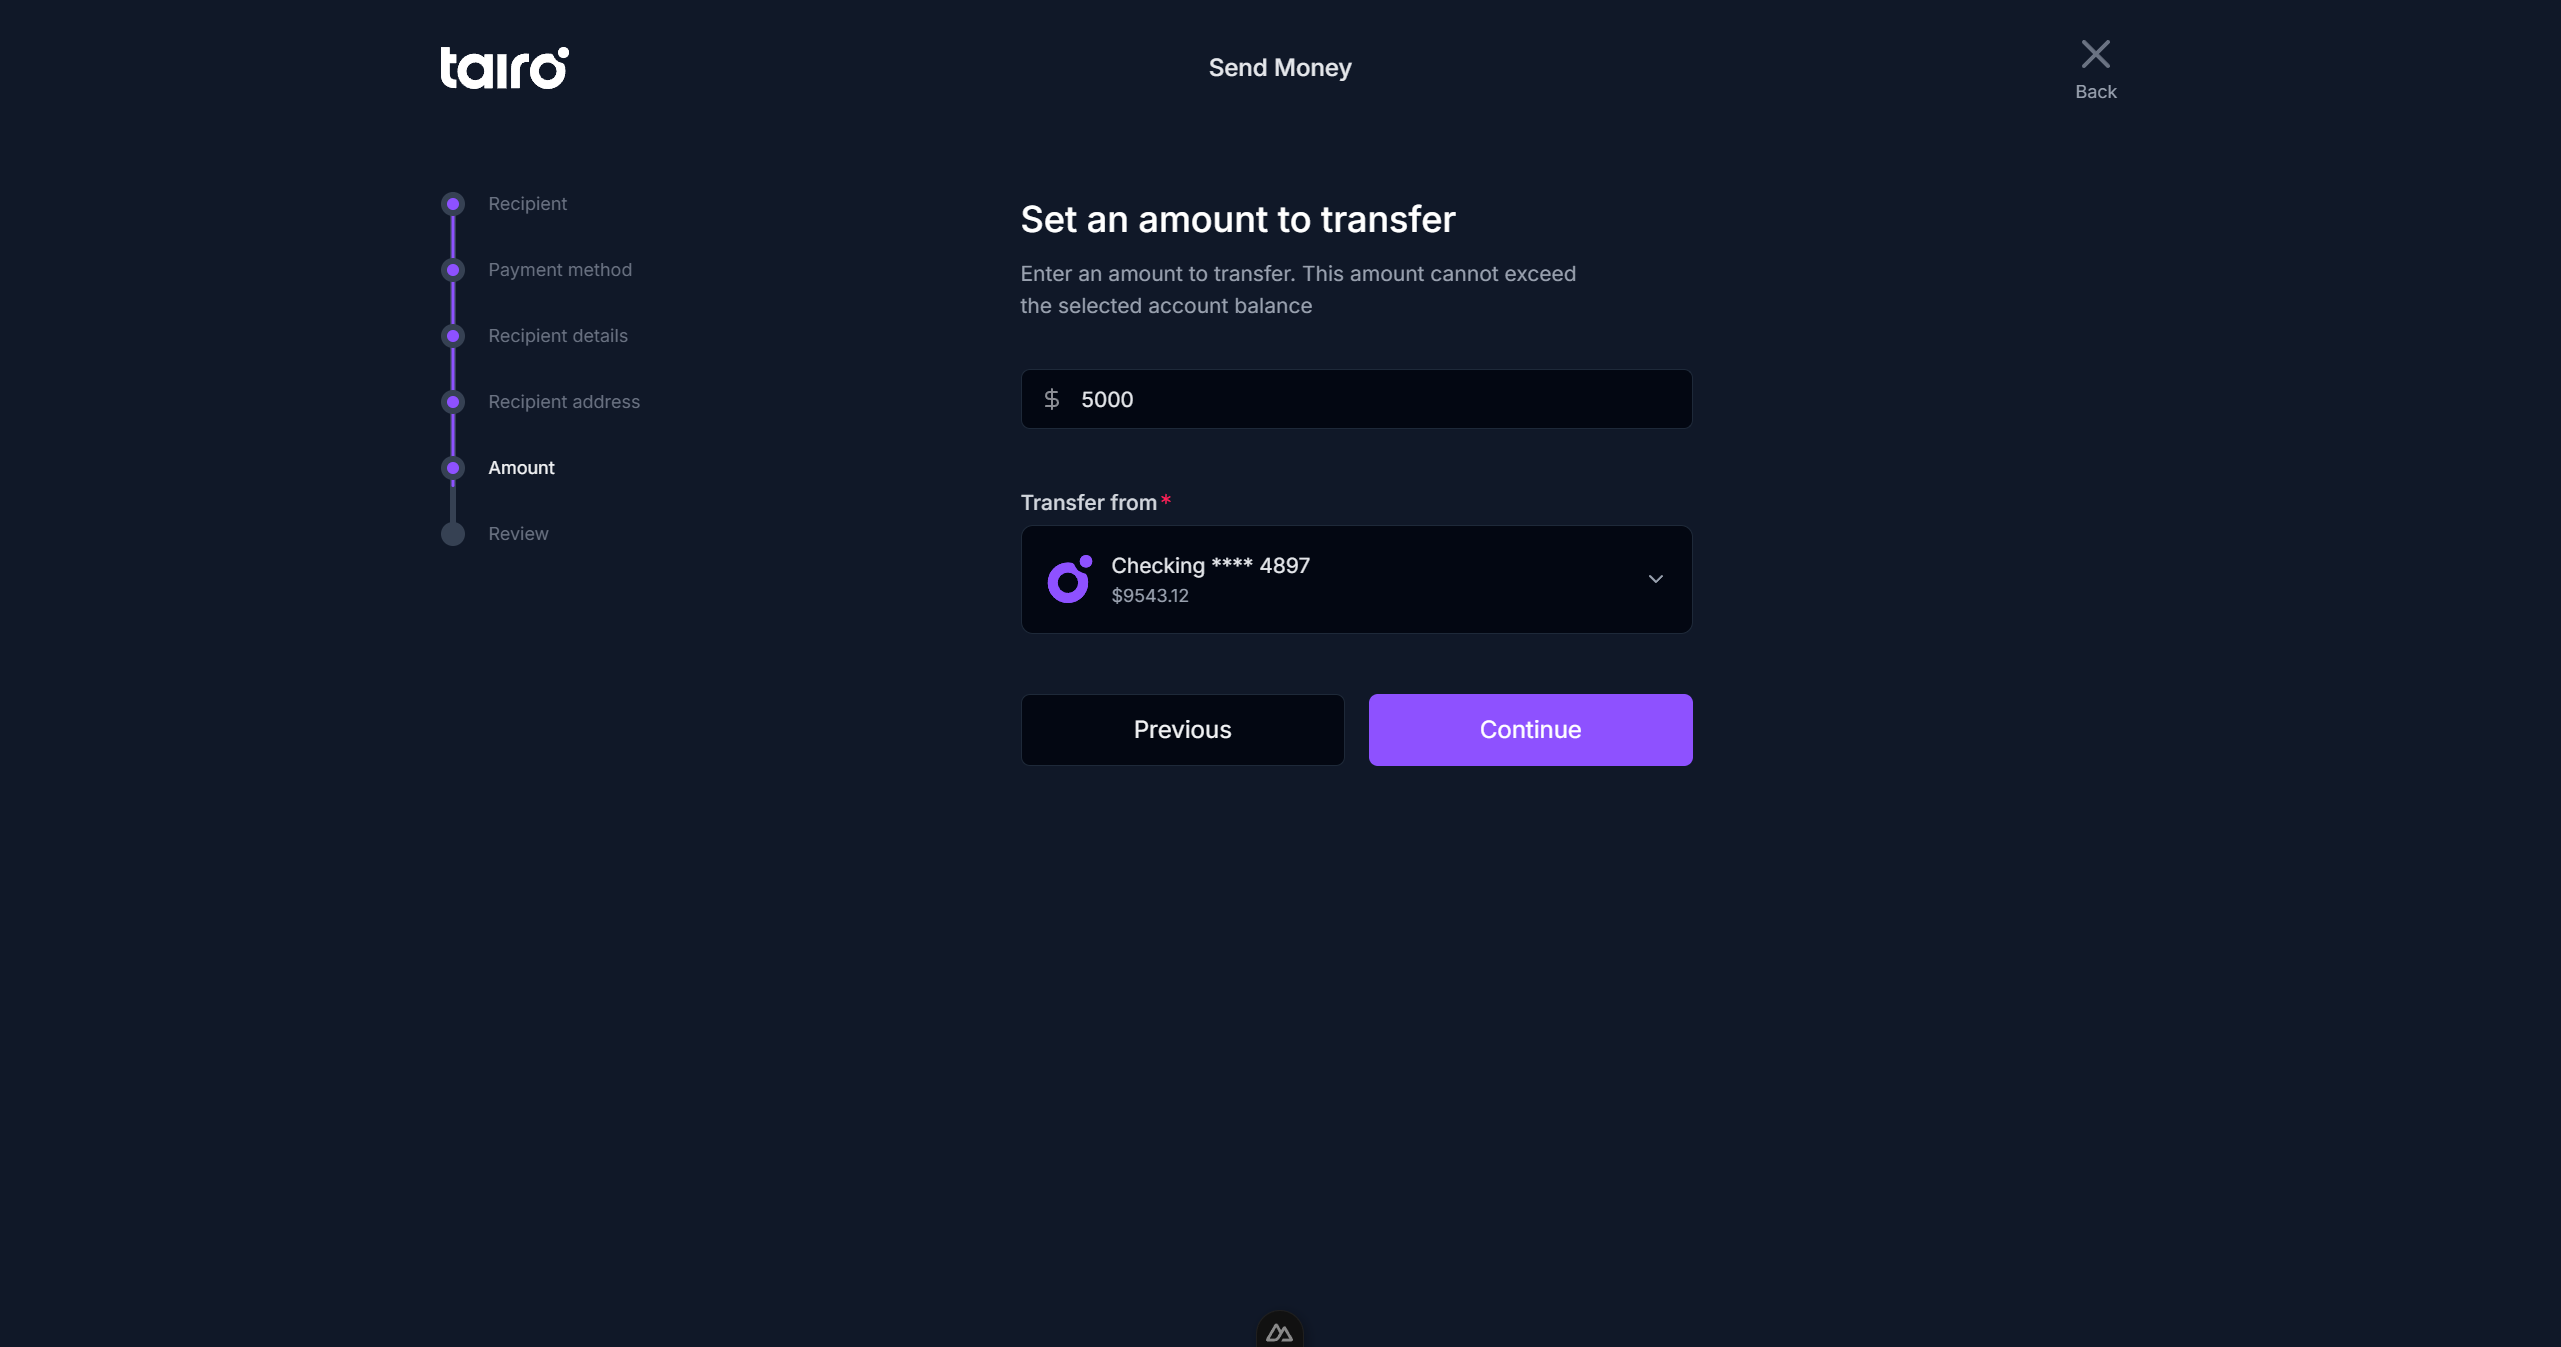 tairo
Send Money
Back
Recipient
Payment method
Recipient details
Recipient address
Amount
Review
Set an amount to transfer
Enter an amount to transfer. This amount cannot exceed
the selected account balance
$ 5000
Transfer from*
Checking **** 4897
$9543.12
Previous
Continue